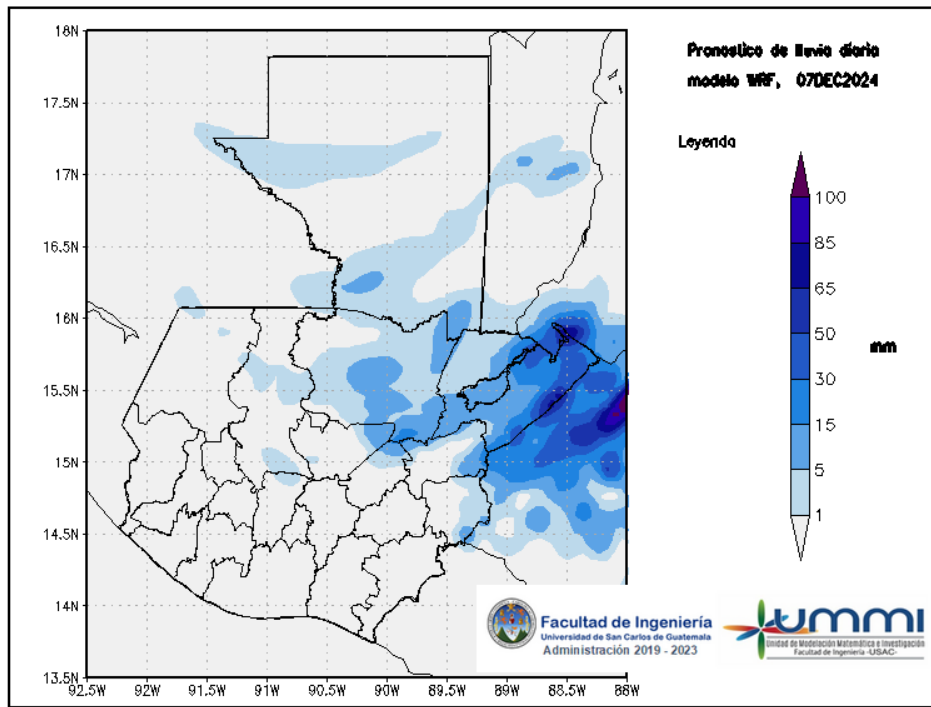 Pronostico de lluvia diaria
modelo WRF, 07DEC2024
Leyenda
100
85
65
50
30
15
5
1
mm
18N
17.5N
17N
16.5N
16N
15.5N
15N
14.5N
14N
13.5N
92.5W
92W
91.5W
91W
90.5W
90W
89.5W
89W
88.5W
88W
Facultad de Ingeniería
Universidad de San Carlos de Guatemala
Administración 2019 - 2023
UMMI
Unidad de Modelación Matemática e Investigación
Facultad de Ingeniería -USAC-